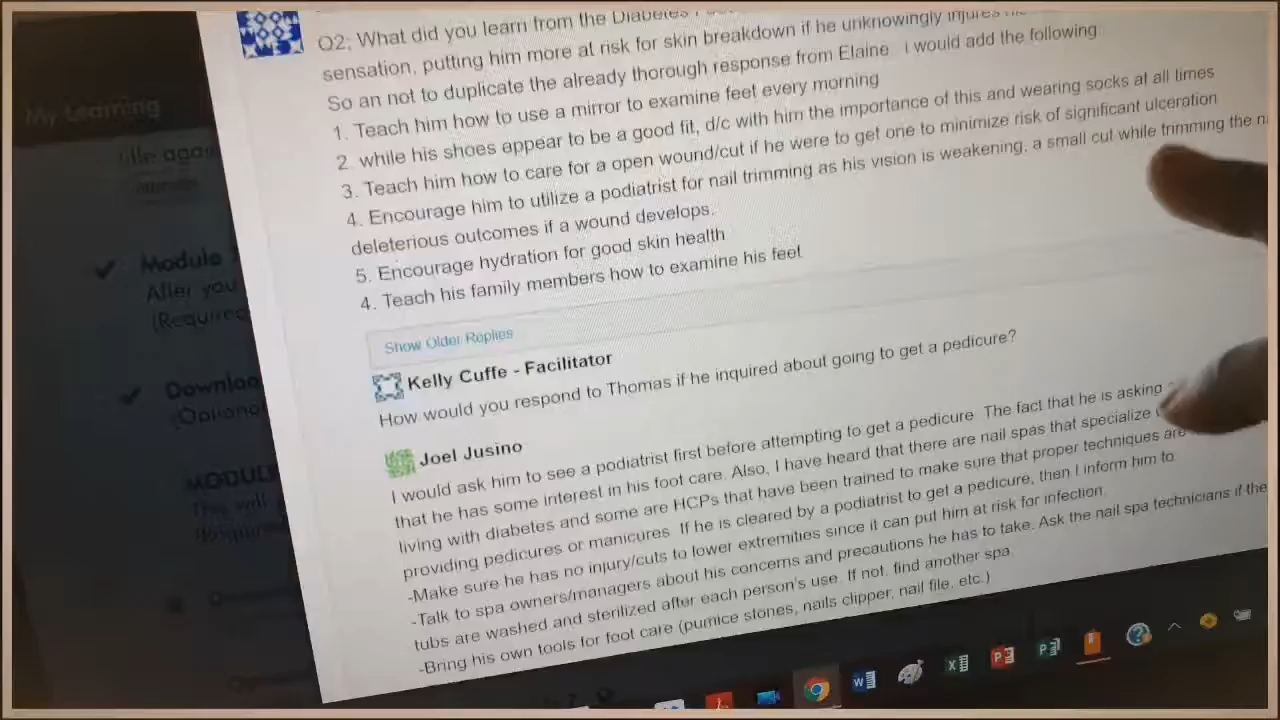 My Learning
Module
After you
(Required
Downloa
(Optional
MODUL
This will
Q2; What did you learn from the Diabetes
sensation, putting him more at risk for skin breakdown if he unknowingly injures
So an not to duplicate the already thorough response from Elaine. i would add the following:
1. Teach him how to use a mirror to examine feet every morning
2. while his shoes appear to be a good fit, d/c with him the importance of this and wearing socks at all times
3. Teach him how to care for a open wound/cut if he were to get one to minimize risk of significant ulceration
4. Encourage him to utilize a podiatrist for nail trimming as his vision is weakening, a small cut while trimming the
deleterious outcomes if a wound develops.
5. Encourage hydration for good skin health
4. Teach his family members how to examine his feet
Show Older Replies
Kelly Cuffe - Facilitator
How would you respond to Thomas if he inquired about going to get a pedicure?
Joel Jusino
I would ask him to see a podiatrist first before attempting to get a pedicure. The fact that he is asking
that he has some interest in his foot care. Also, I have heard that there are nail spas that specialize
living with diabetes and some are HCPs that have been trained to make sure that proper techniques are
providing pedicures or manicures. If he is cleared by a podiatrist to get a pedicure, then I inform him to:
-Make sure he has no injury/cuts to lower extremities since it can put him at risk for infection.
-Talk to spa owners/managers about his concerns and precautions he has to take. Ask the nail spa technicians if the
tubs are washed and sterilized after each person's use. If not, find another spa.
-Bring his own tools for foot care (pumice stones, nails clipper, nail file, etc.)